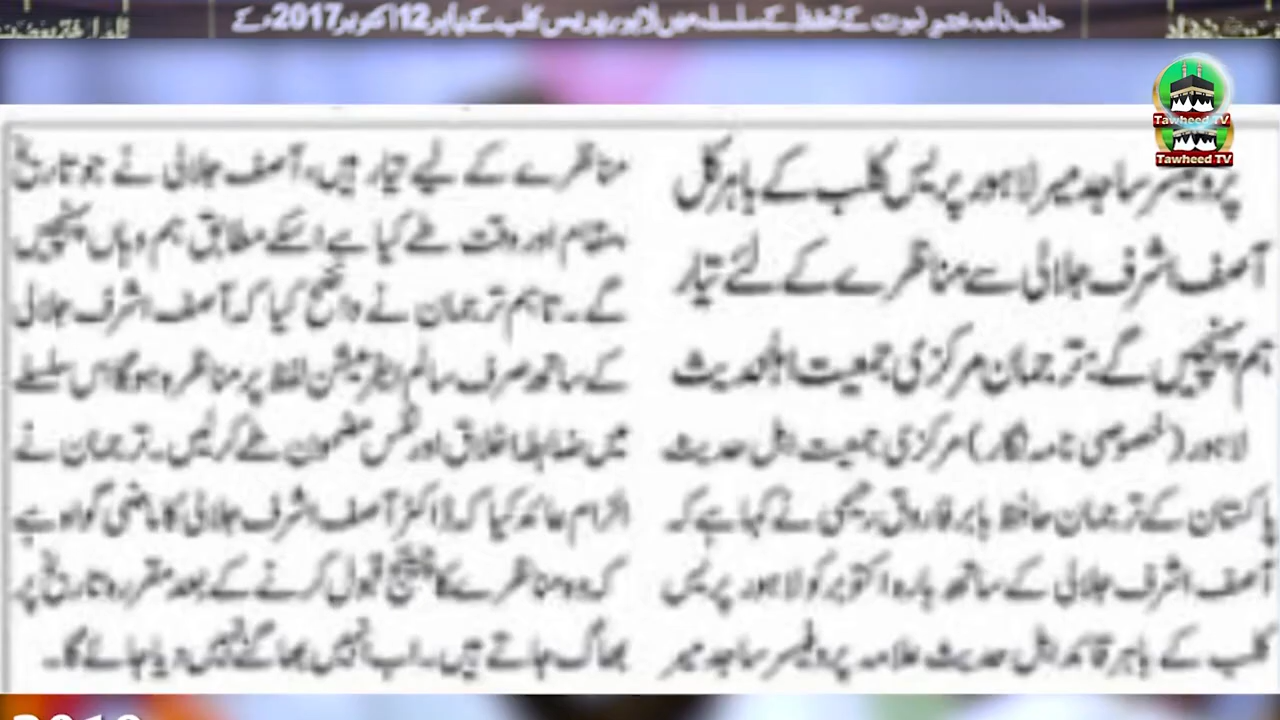 حلف نامہ ختم نبوت کے تحفظ کے سلسلہ میں لاہور پریس کلب کے باہر 12 اکتوبر 2017ء کے
Tawheed TV
Tawheed TV
پروفیسر ساجد میر لاہور پریس کلب کے باہر کل
آصف اشرف جلالی سے مناظرے کے لئے تیار
ہم پہنچیں گے: ترجمان مرکزی جمعیت اہلحدیث
لاہور (خصوصی نامہ نگار) مرکزی جمعیت اہل حدیث
پاکستان کے ترجمان حافظ بابر فاروق رحیمی نے کہا ہے کہ
آصف اشرف جلالی کے ساتھ بارہ اکتوبر کو لاہور پریس
کلب کے باہر قائد اہل حدیث علامہ پروفیسر ساجد میر
مناظرے کے لیے تیار ہیں، آصف جلالی نے جو تاریخ
مقام اور وقت طے کیا ہے اسکے مطابق ہم وہاں پہنچیں
گے۔ تاہم ترجمان نے واضح کیا کہ آصف اشرف جلالی
کے ساتھ صرف سالم انٹرمیشن لفظ پر مناظرہ ہوگا اس سلسلے
میں ضابطہ اخلاق اور نفس مضمون طے کر لیں۔ ترجمان نے
الزام عائد کیا کہ ڈاکٹر آصف اشرف جلالی کا ماضی گواہ ہے
کہ وہ مناظرے کا چیلنج قبول کرنے کے بعد مقررہ تاریخ پر
بھاگ جاتے ہیں۔ اب انہیں بھاگنے نہیں دیا جائے گا۔